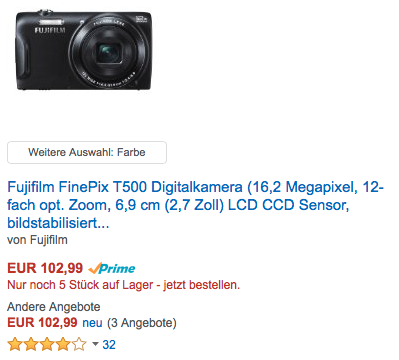 FUJIFILM
Weitere Auswahl: Farbe
Fujifilm FinePix T500 Digitalkamera (16,2 Megapixel, 12-
fach opt. Zoom, 6,9 cm (2,7 Zoll) LCD CCD Sensor,
bildstabilisiert...
von Fujifilm
EUR 102,99 Prime
Nur noch 5 Stück auf Lager - jetzt bestellen.
Andere Angebote
EUR 102,99 neu (3 Angebote)
32